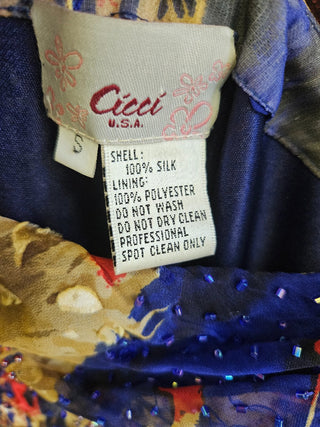 Cicci
U.S.A.
S
SHELL:
100% SILK
LINING:
100% POLYESTER
DO NOT WASH
DO NOT DRY CLEAN
PROFESSIONAL
SPOT CLEAN ONLY